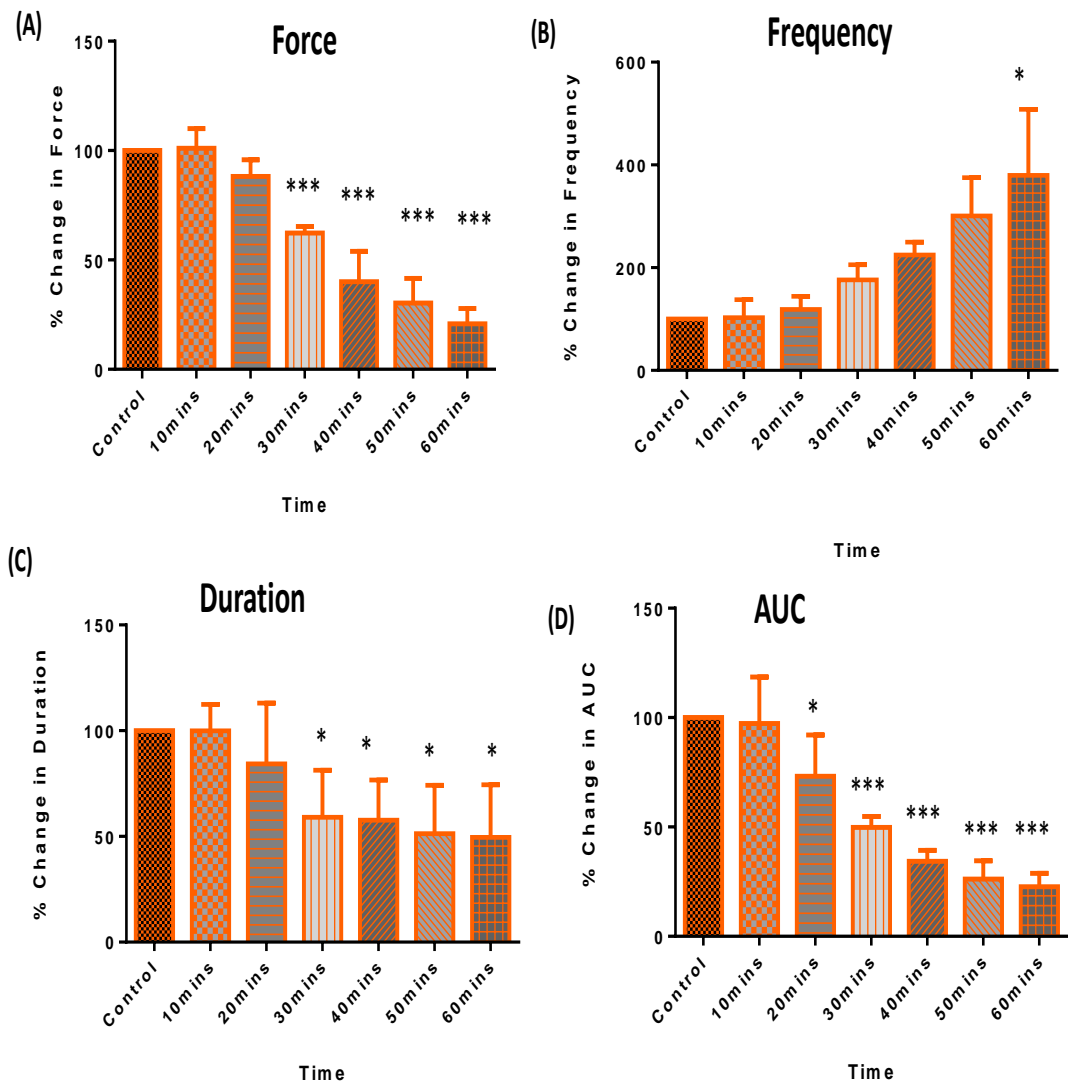 (A)
Force
% Change in Force
150
100
50
0
***
***
***
***
Control
10mins
20mins
30mins
40mins
50mins
60mins
Time
(B)
Frequency
% Change in Frequency
600
400
200
0
*
Control
10mins
20mins
30mins
40mins
50mins
60mins
Time
(C)
Duration
% Change in Duration
150
100
50
0
*
*
*
*
Control
10mins
20mins
30mins
40mins
50mins
60mins
Time
(D)
AUC
% Change in AUC
150
100
50
0
*
***
***
***
***
Control
10mins
20mins
30mins
40mins
50mins
60mins
Time